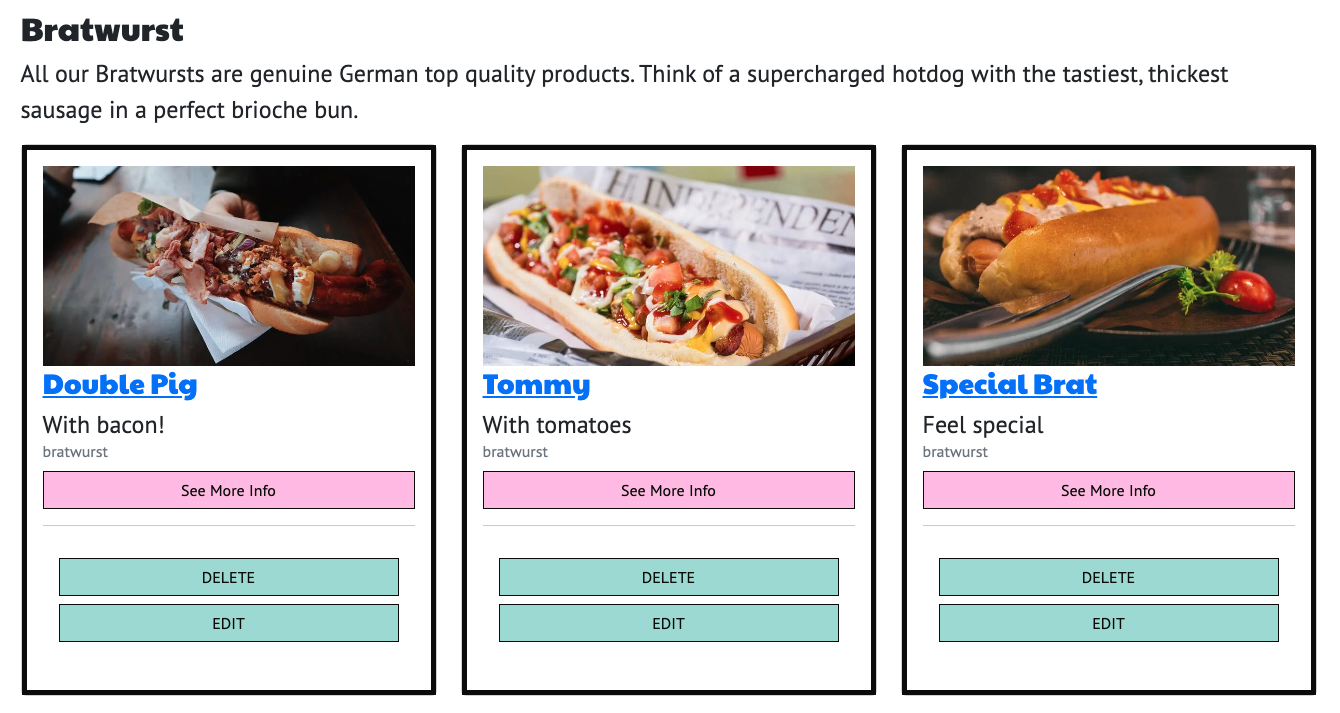 Bratwurst
All our Bratwursts are genuine German top quality products. Think of a supercharged hotdog with the tastiest, thickest
sausage in a perfect brioche bun.
Double Pig
With bacon!
bratwurst
See More Info
DELETE
EDIT
Tommy
With tomatoes
bratwurst
See More Info
DELETE
EDIT
Special Brat
Feel special
bratwurst
See More Info
DELETE
EDIT